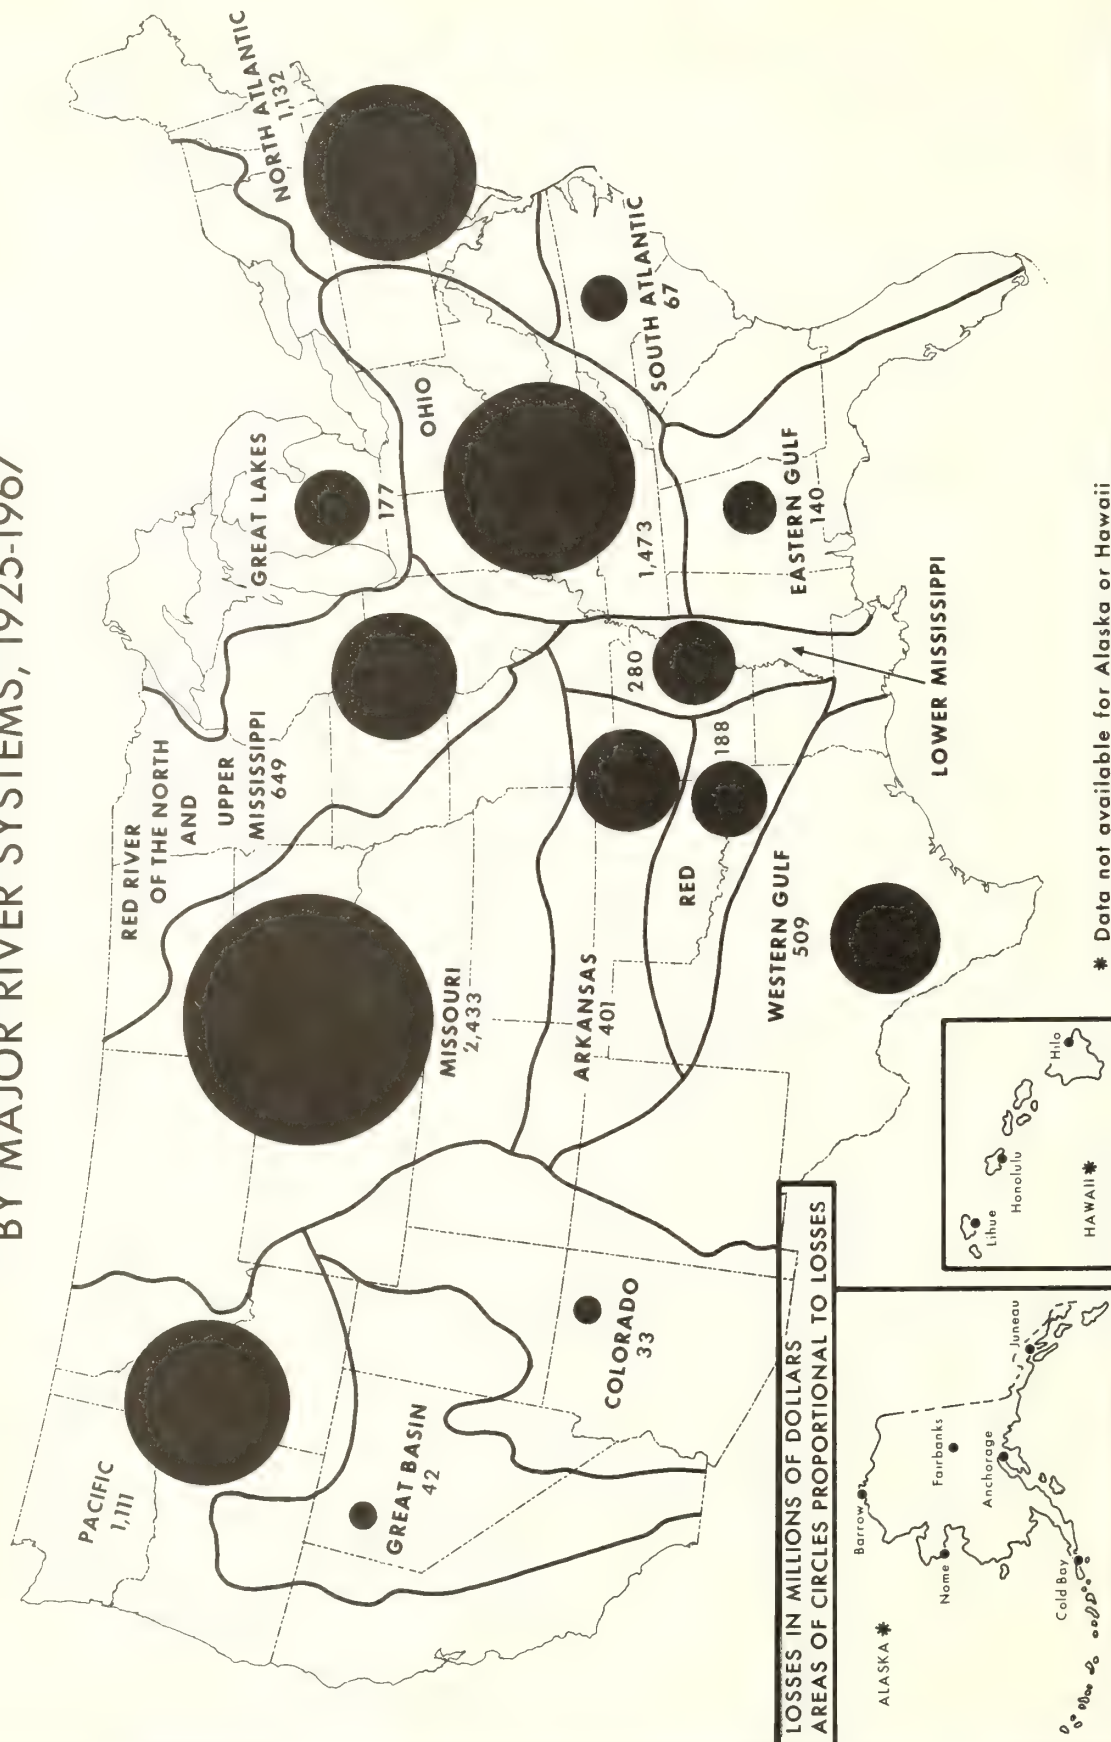 BY MAJOR RIVER SYSTEMS, 1925-1967
PACIFIC
1,111
GREAT BASIN
42
COLORADO
33
MISSOURI
2,433
RED RIVER
OF THE NORTH
AND
UPPER
MISSISSIPPI
649
GREAT LAKES
177
OHIO
1,473
NORTH ATLANTIC
1,132
SOUTH ATLANTIC
67
EASTERN GULF
140
LOWER MISSISSIPPI
280
ARKANSAS
401
RED
188
WESTERN GULF
509
LOSSES IN MILLIONS OF DOLLARS
AREAS OF CIRCLES PROPORTIONAL TO LOSSES
ALASKA *
Barrow
Nome
Fairbanks
Anchorage
Juneau
Cold Bay
Lihue
Honolulu
Hilo
HAWAII *
* Data not available for Alaska or Hawaii